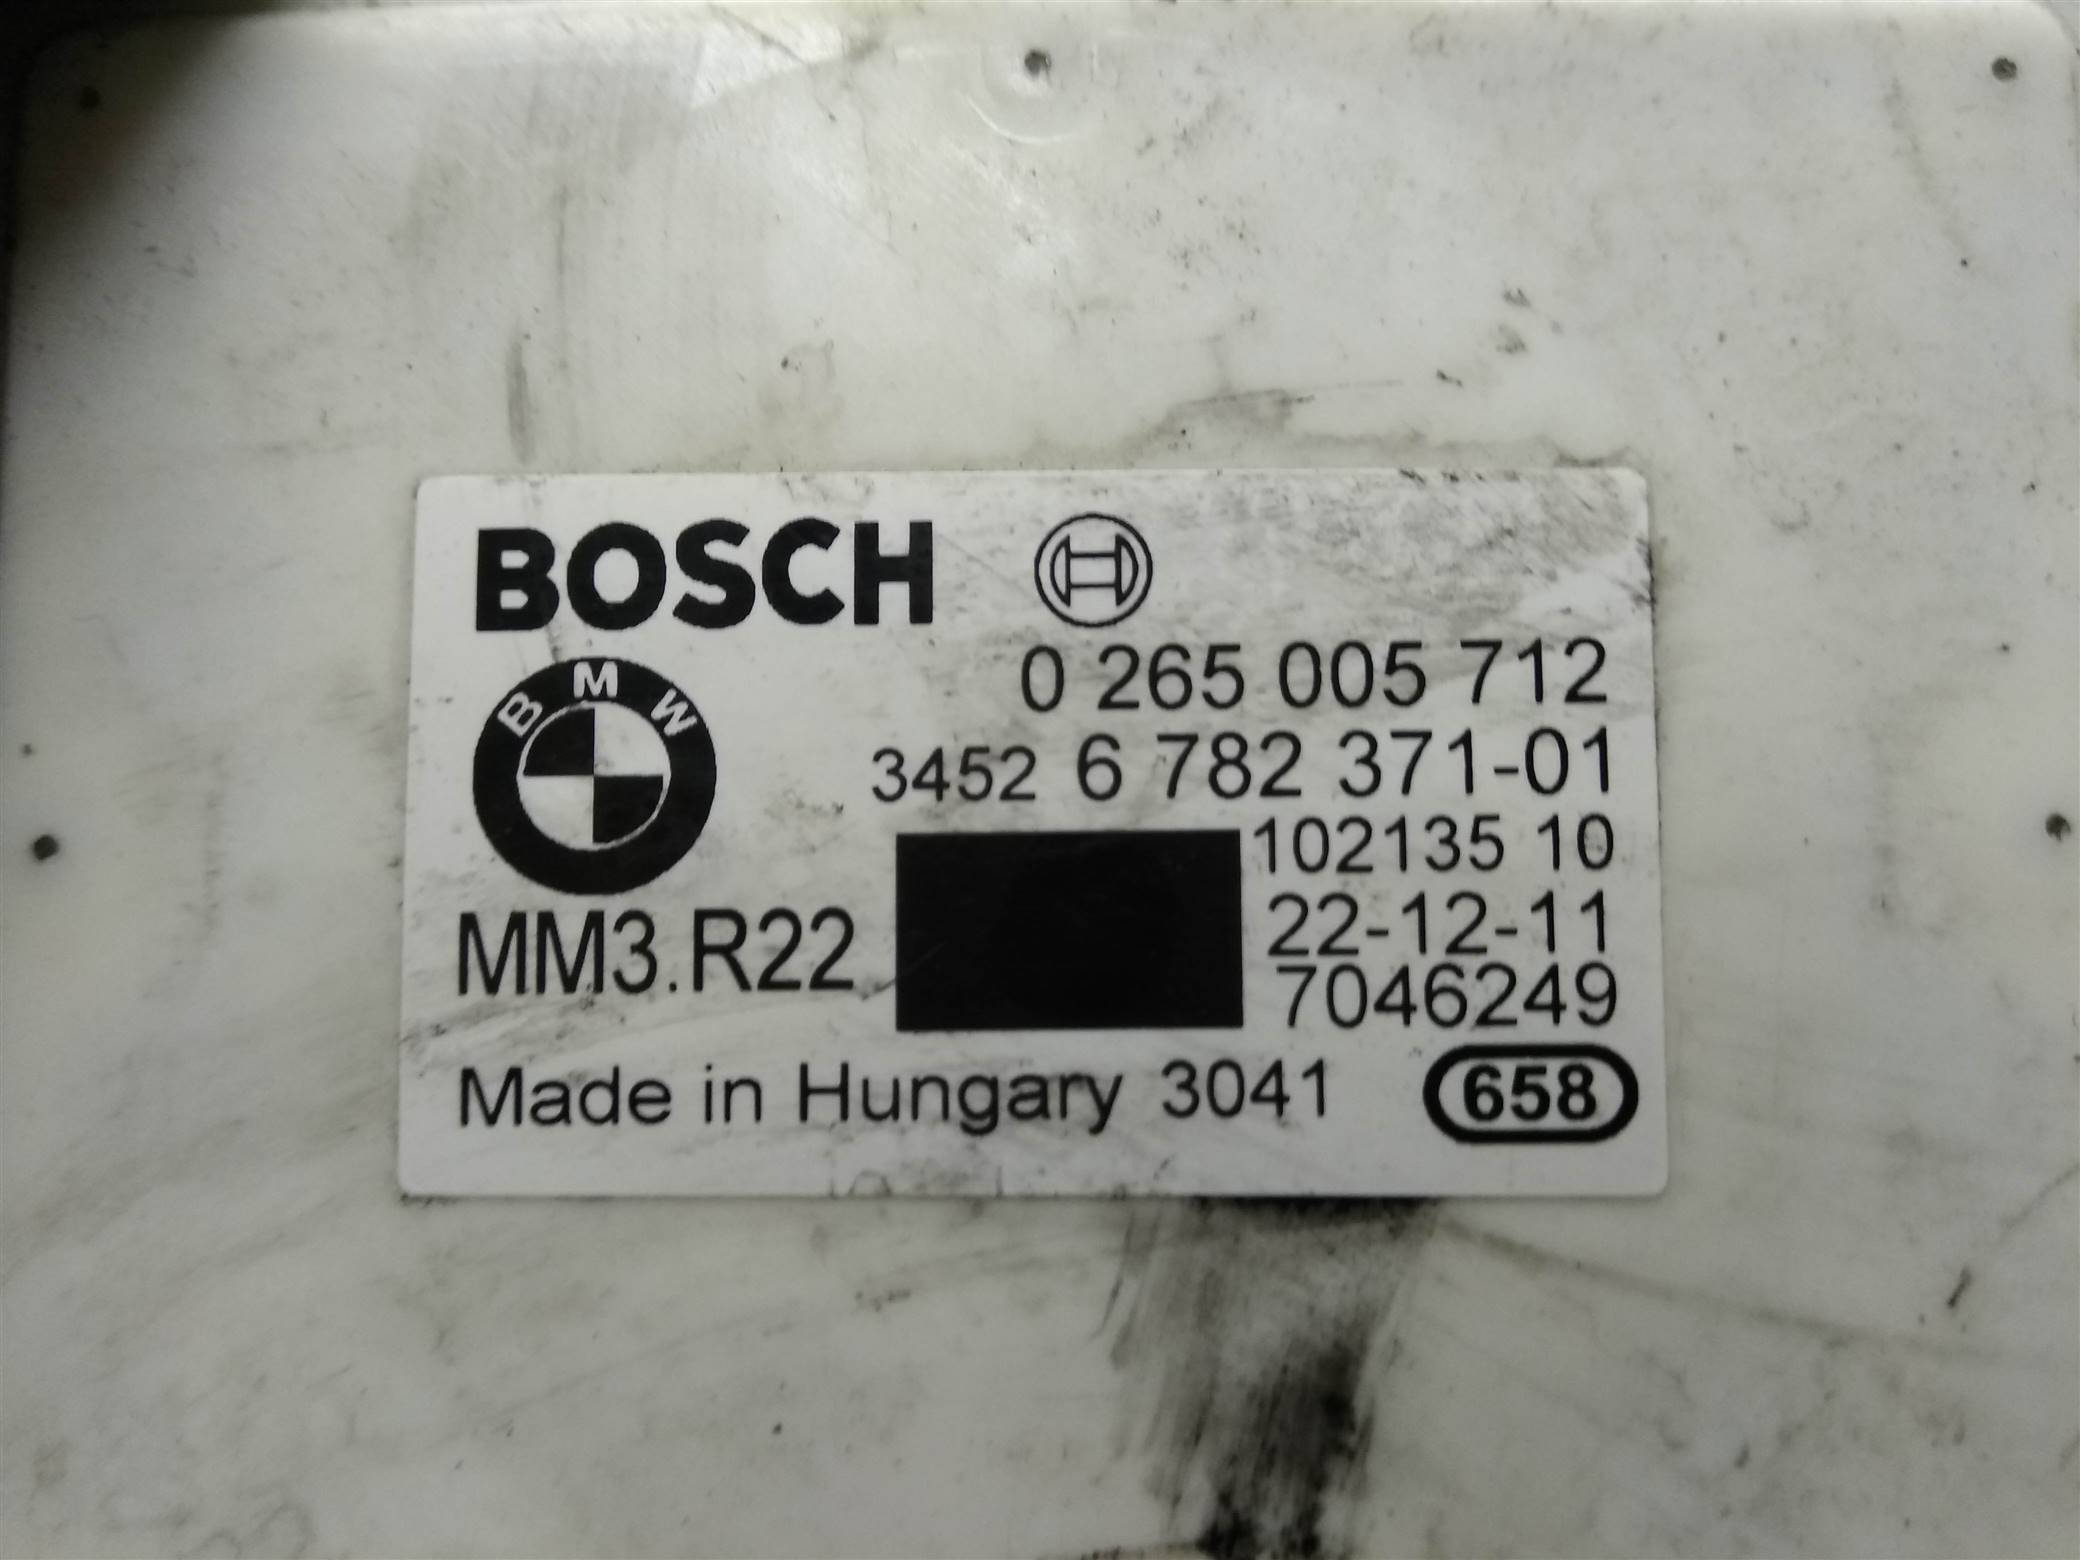 BOSCH
BMW
0 265 005 712
3452 6 782 371-01
102135 10
22-12-11
MM3.R22
7046249
Made in Hungary 3041
658